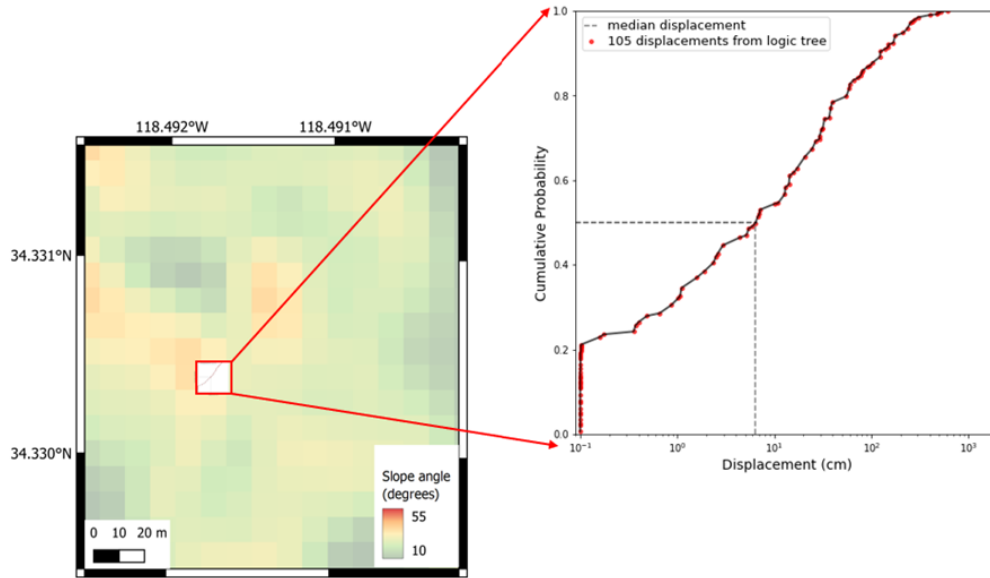 118.492°W
118.491°W
34.331°N
34.330°N
0 10 20 m
Slope angle
(degrees)
55
10
median displacement
105 displacements from logic tree
1.0
0.8
0.6
0.4
0.2
0.0
Cumulative Probability
10⁻¹
10⁰
10¹
10²
10³
Displacement (cm)